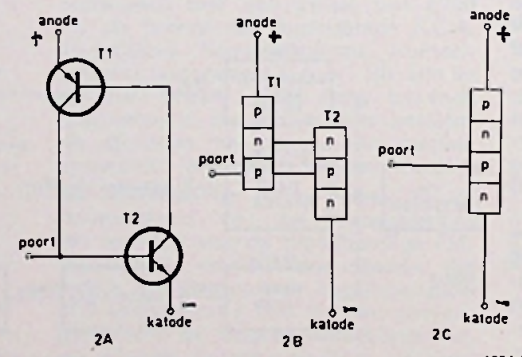 anode
+
T1
T2
poort
-
katode
2A
anode
+
T1
p
n
p
T2
n
p
n
poort
-
katode
2B
anode
+
p
n
p
n
poort
-
katode
2C